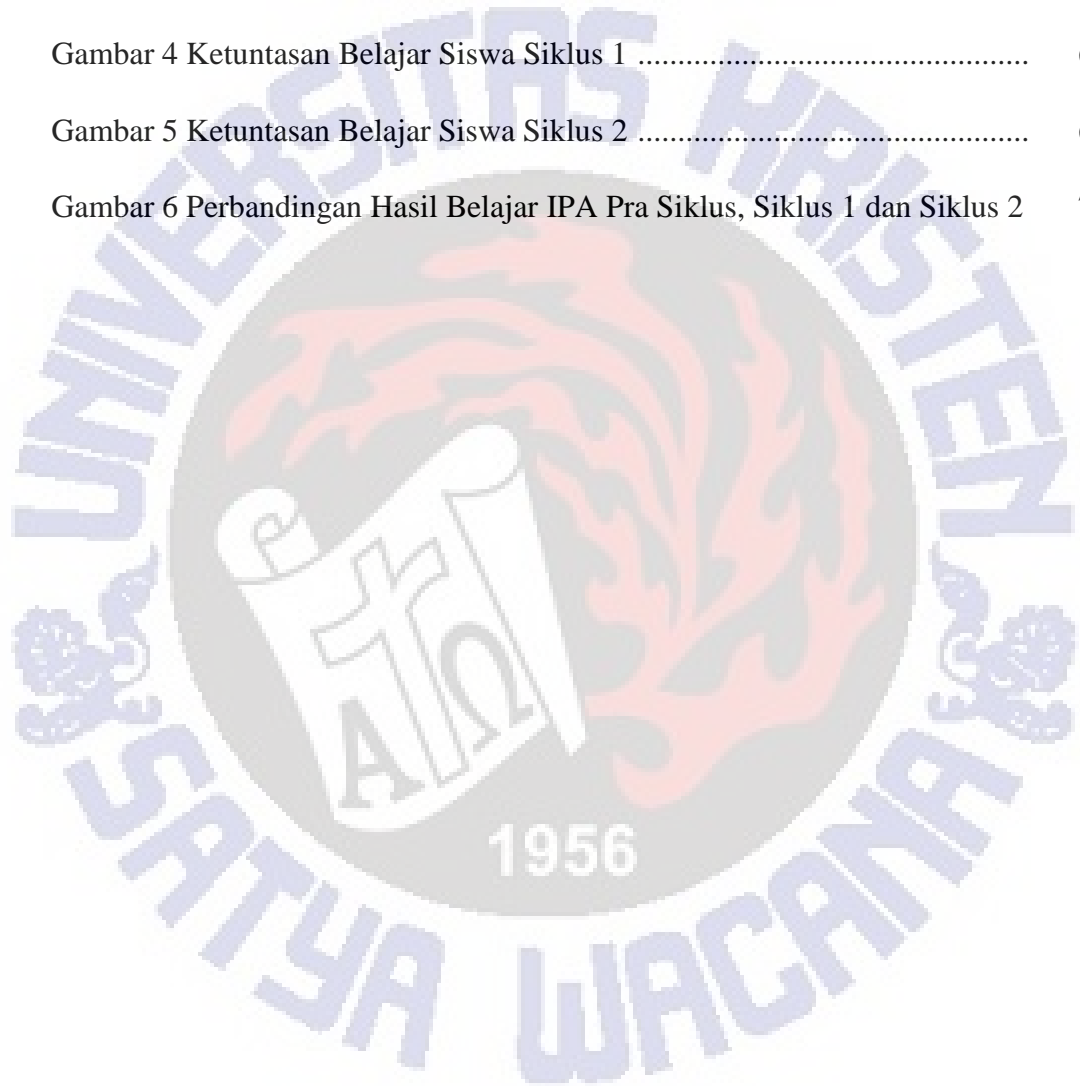 Gambar 4 Ketuntasan Belajar Siswa Siklus 1 .................................................
Gambar 5 Ketuntasan Belajar Siswa Siklus 2 .................................................
Gambar 6 Perbandingan Hasil Belajar IPA Pra Siklus, Siklus 1 dan Siklus 2
UNIVERSITAS KRISTEN
SATYA WACANA
A Ω
1956